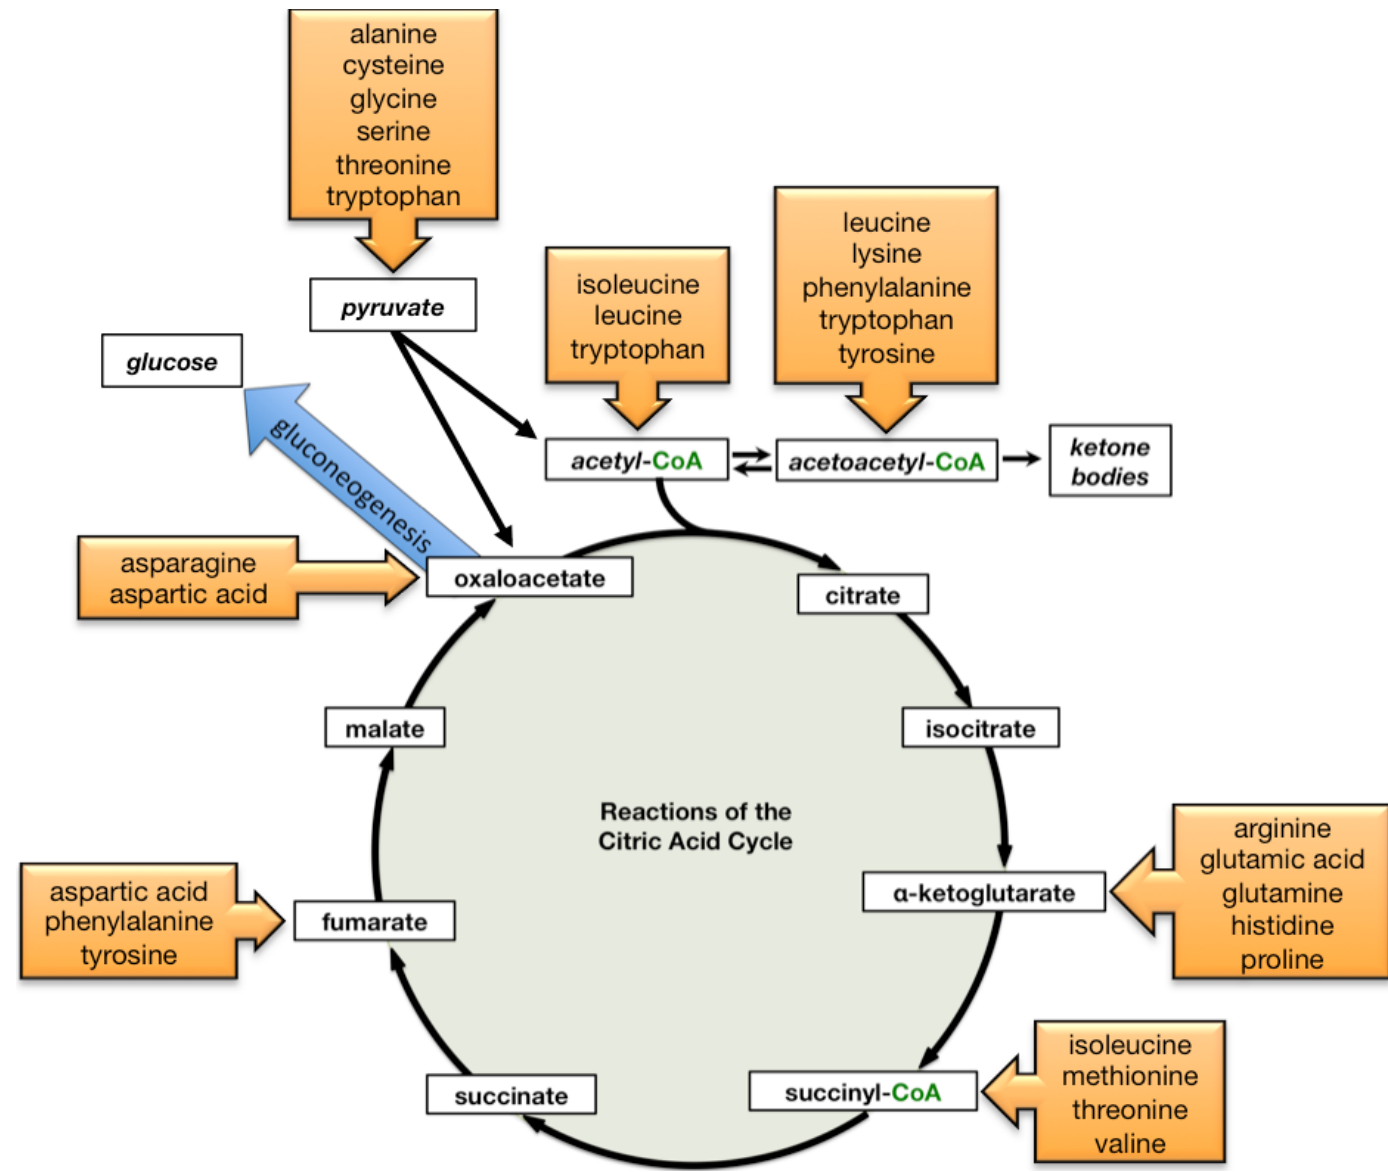 alanine
cysteine
glycine
serine
threonine
tryptophan
pyruvate
glucose
isoleucine
leucine
tryptophan
leucine
lysine
phenylalanine
tryptophan
tyrosine
acetyl-CoA
acetoacetyl-CoA
ketone
bodies
gluconeogenesis
asparagine
aspartic acid
oxaloacetate
citrate
malate
isocitrate
Reactions of the
Citric Acid Cycle
aspartic acid
phenylalanine
tyrosine
fumarate
α-ketoglutarate
arginine
glutamic acid
glutamine
histidine
proline
succinate
succinyl-CoA
isoleucine
methionine
threonine
valine